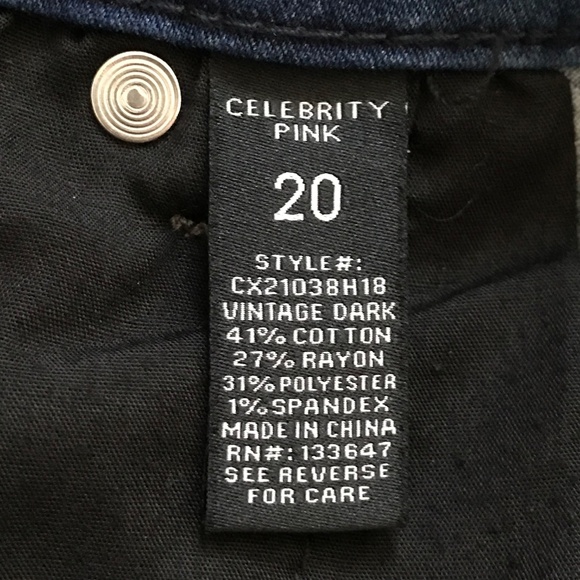 CELEBRITY
PINK
20
STYLE#:
CX21038H18
VINTAGE DARK
41% COTTON
27% RAYON
31% POLYESTER
1% SPANDEX
MADE IN CHINA
RN#: 133647
SEE REVERSE
FOR CARE